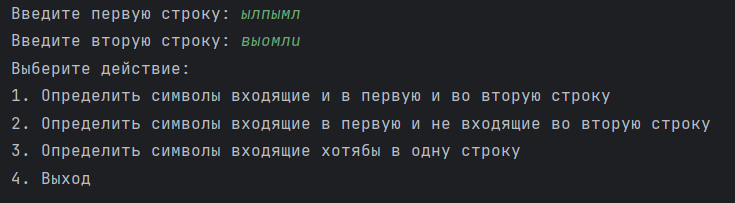 Введите первую строку: ылпымл
Введите вторую строку: выомли
Выберите действие:
1. Определить символы входящие и в первую и во вторую строку
2. Определить символы входящие в первую и не входящие во вторую строку
3. Определить символы входящие хотябы в одну строку
4. Выход